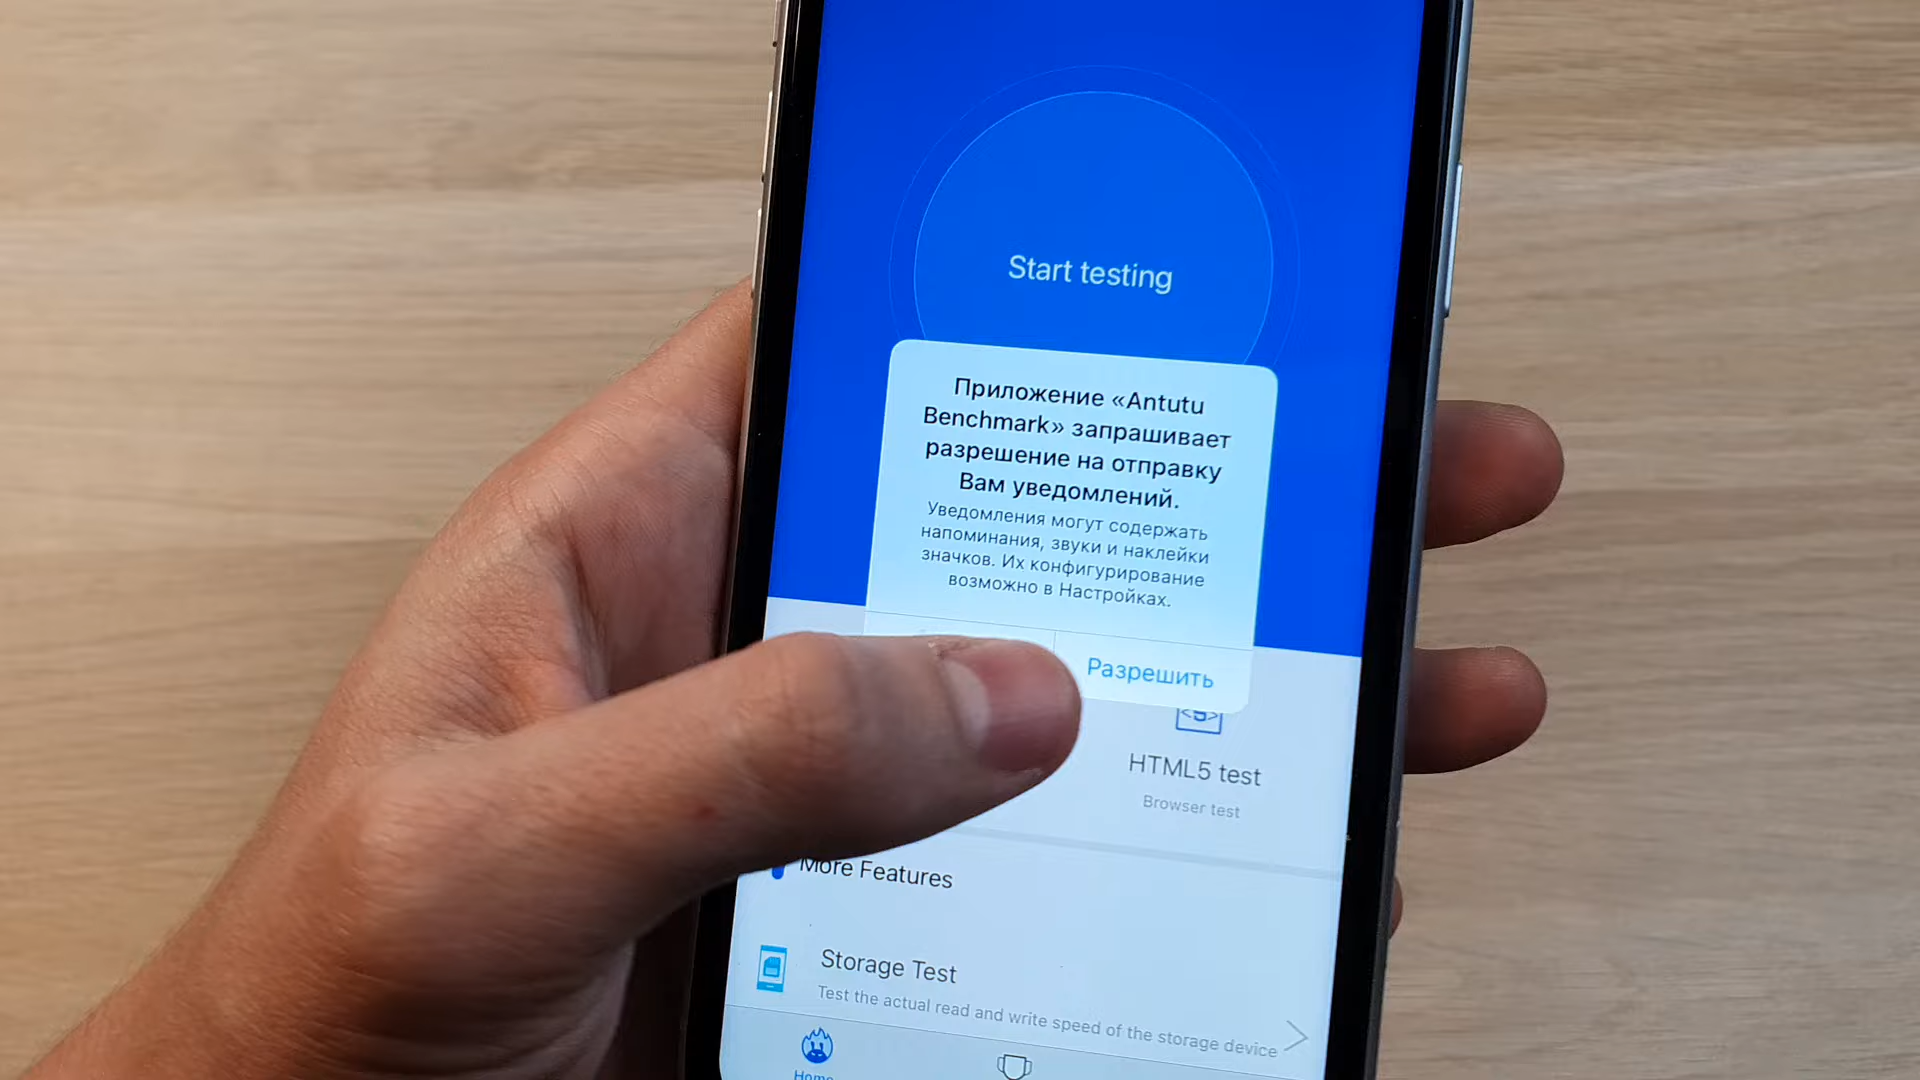 Start testing
Приложение «Antutu
Benchmark» запрашивает
разрешение на отправку
Вам уведомлений.
Уведомления могут содержать
напоминания, звуки и наклейки
значков. Их конфигурирование
возможно в Настройках.
Разрешить
HTML5 test
Browser test
More Features
Storage Test
Test the actual read and write speed of the storage device
Home